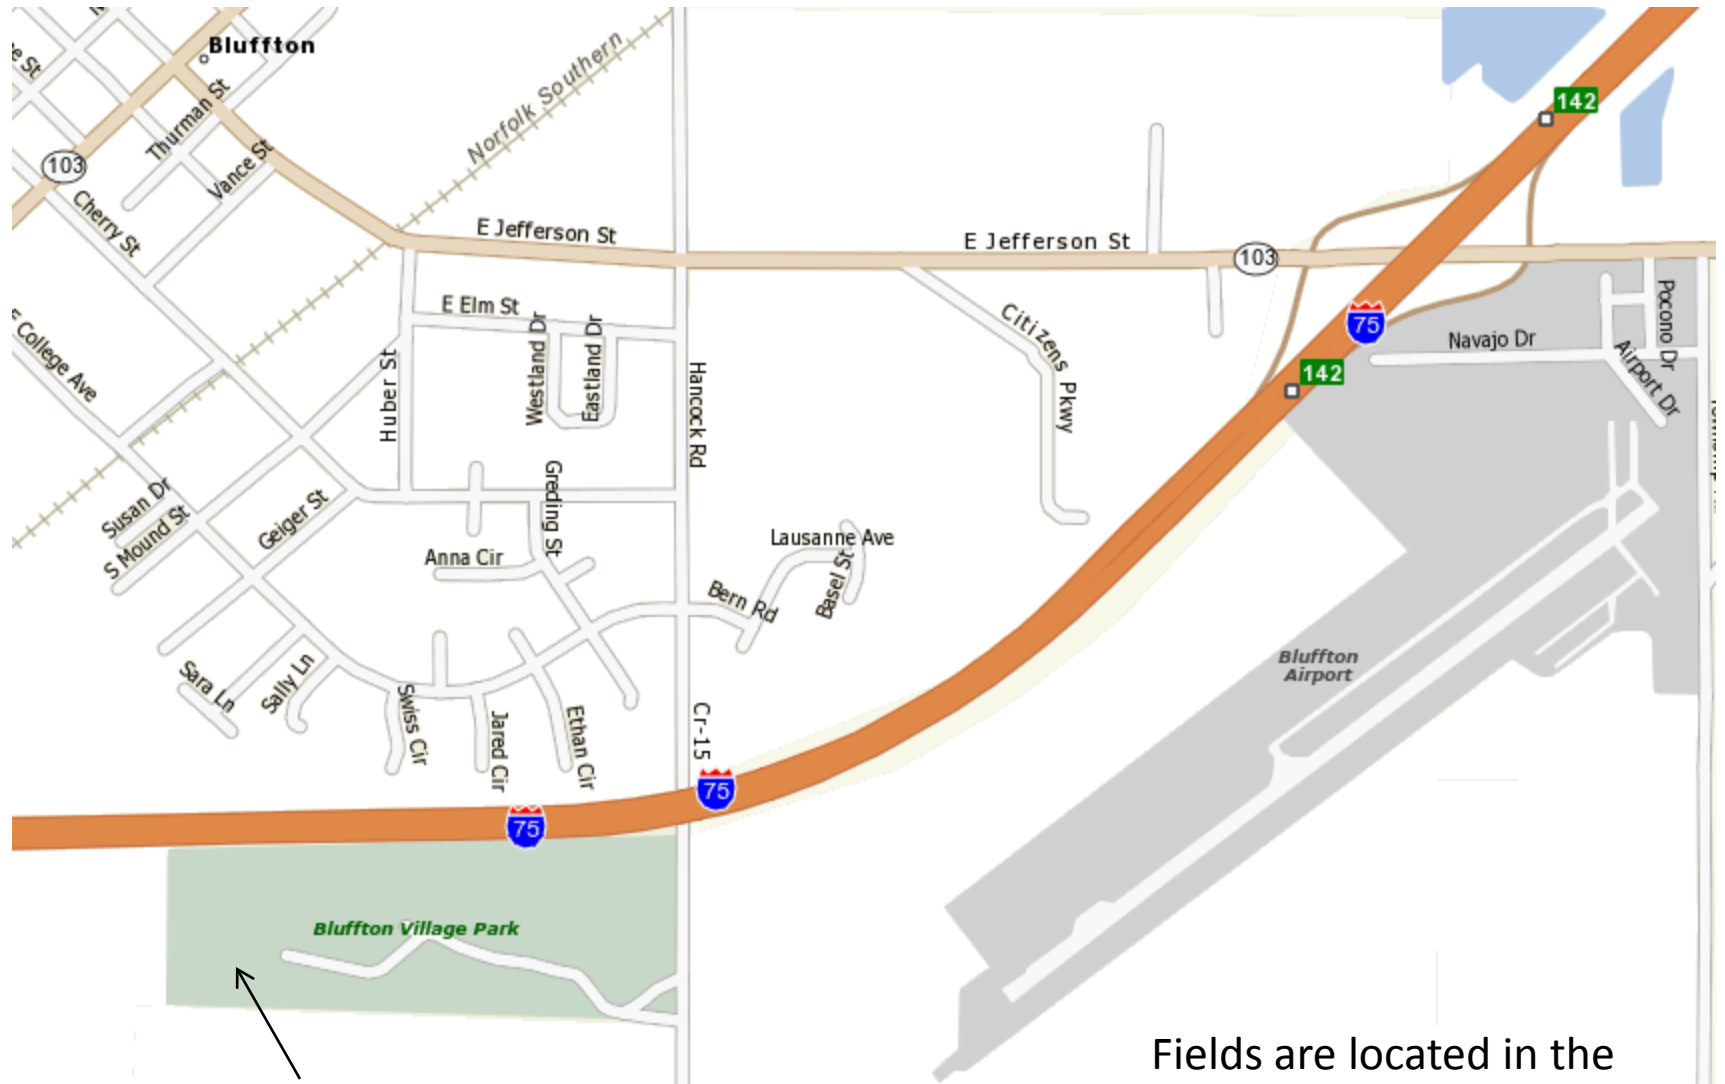 Bluffton
e St
Thurman St
Norfolk Southern
142
103
Vance St
Cherry St
E Jefferson St
E Jefferson St
103
E Elm St
Westland Dr
Eastland Dr
Citizens Pkwy
75
Navajo Dr
Pocono Dr
Airport Dr
142
College Ave
Huber St
Hancock Rd
Greding St
Susan Dr
S Mound St
Geiger St
Anna Cir
Lausanne Ave
Basel St
Bern Rd
Bluffton
Airport
Sara Ln
Sally Ln
Swiss Cir
Jared Cir
Ethan Cir
Cr-15
75
75
Bluffton Village Park
Fields are located in the